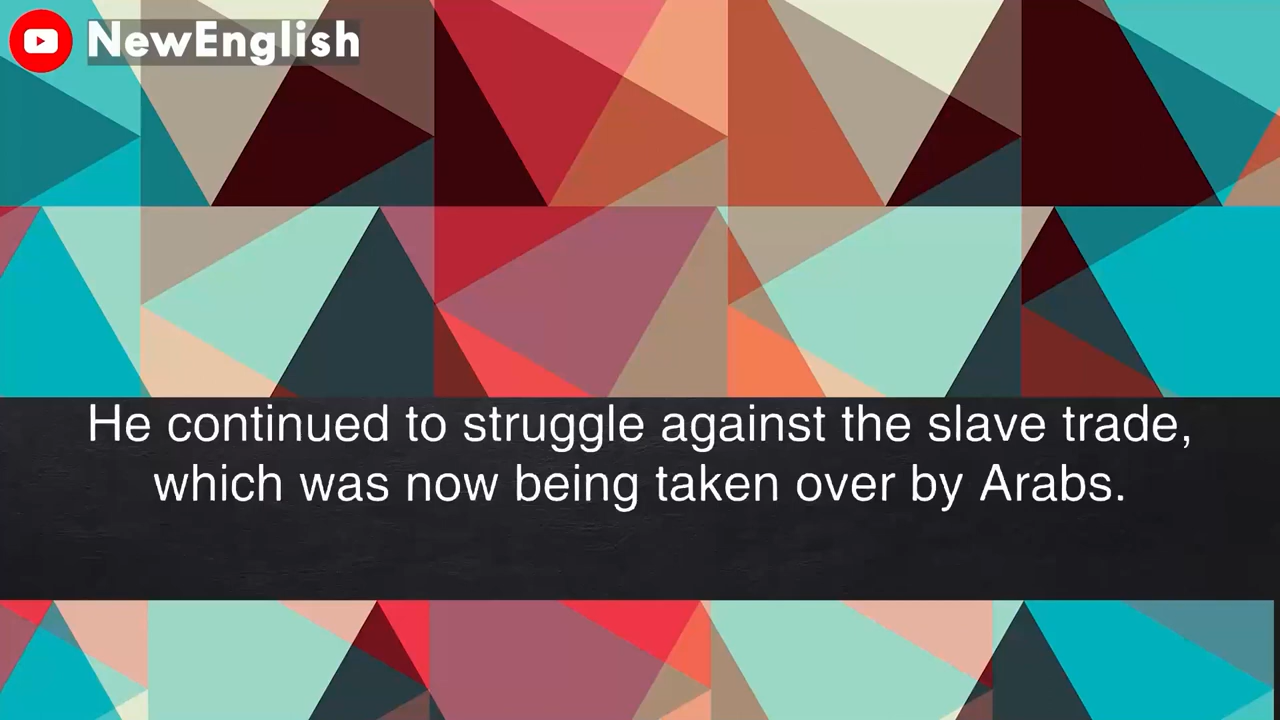 NewEnglish
He continued to struggle against the slave trade,
which was now being taken over by Arabs.